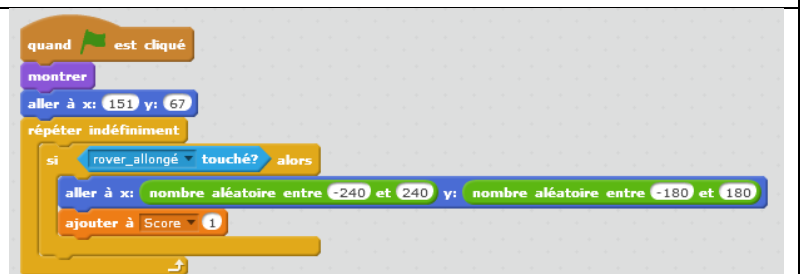 quand est cliqué
montrer
aller à x: 151 y: 67
répéter indéfiniment
si rover_allongé touché? alors
aller à x: nombre aléatoire entre -240 et 240 y: nombre aléatoire entre -180 et 180
ajouter à Score 1